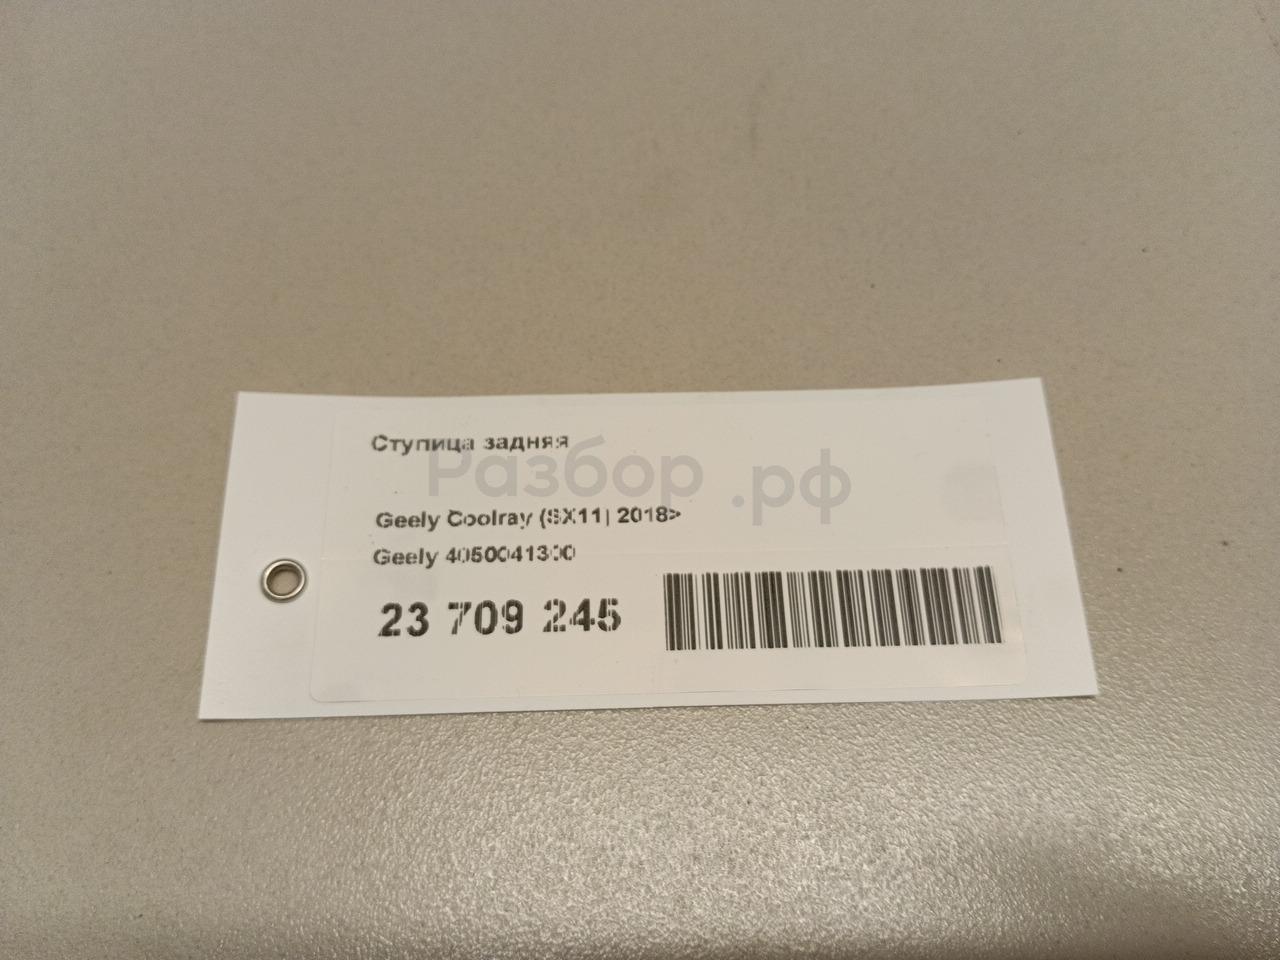 Ступица задняя
Разбор.рф
Geely Coolray (SX11) 2018>
Geely 4050041300
23 709 245